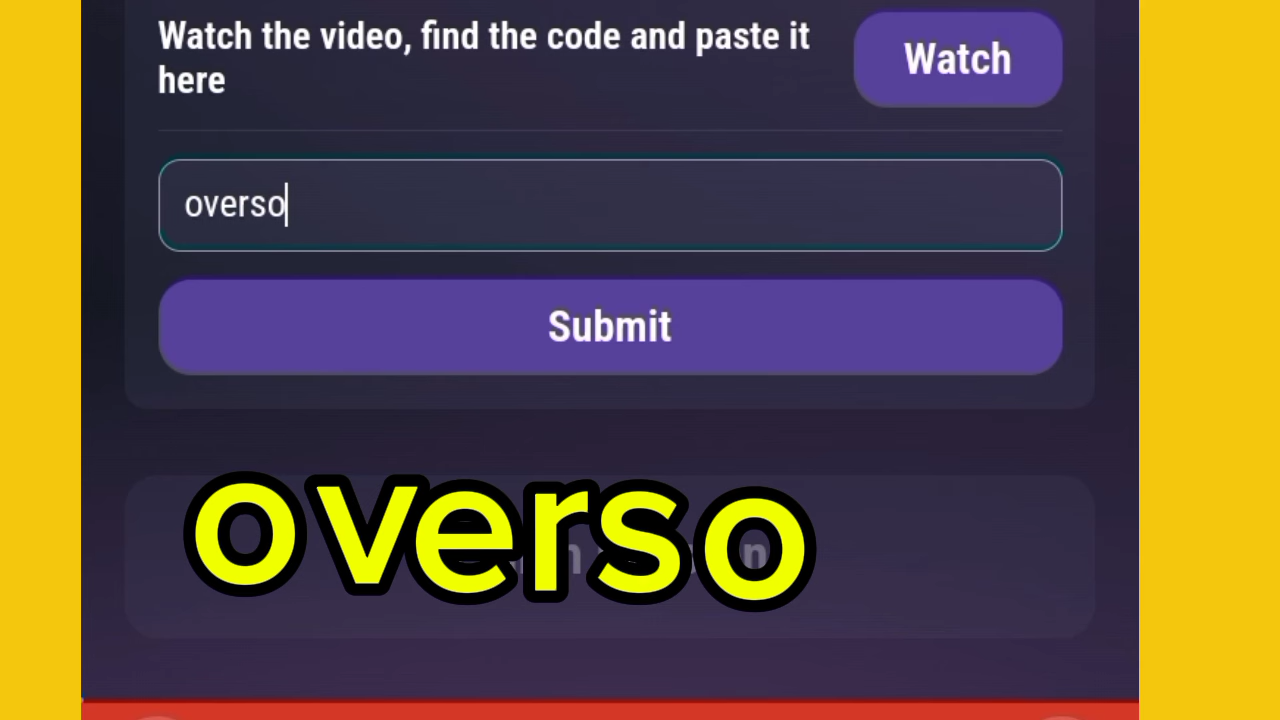 Watch the video, find the code and paste it
here
Watch
overso
Submit
overso